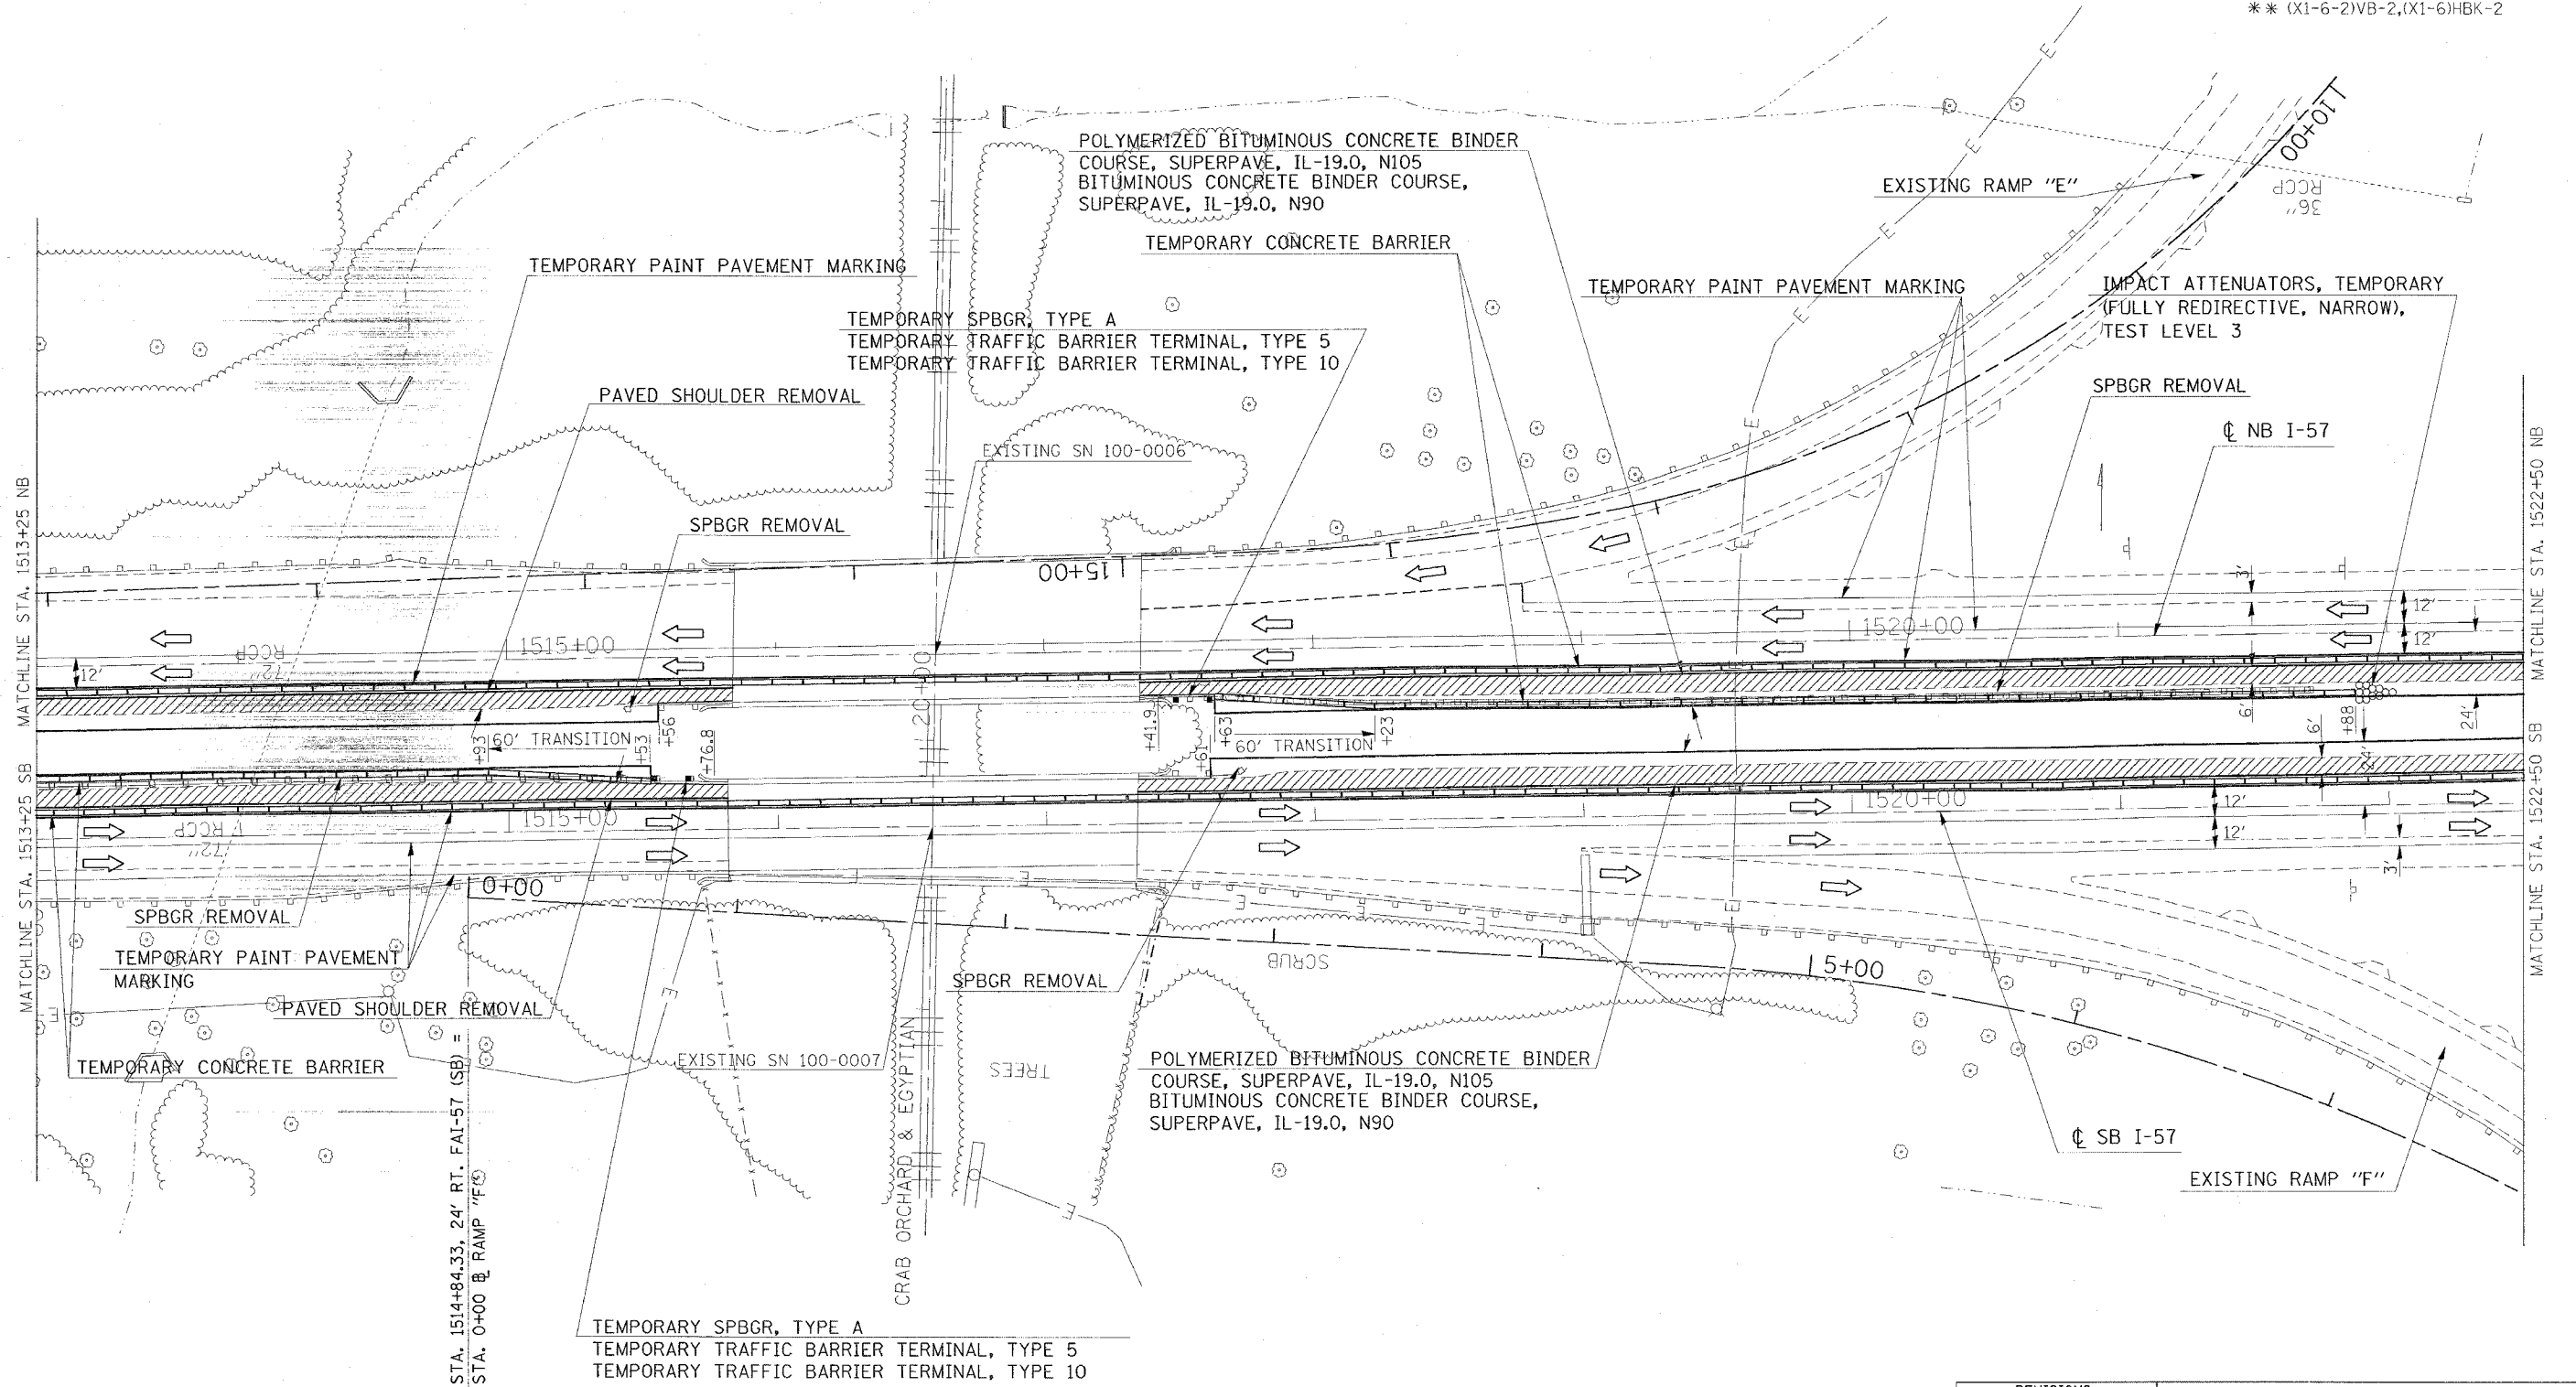 ** (X1-6-2)VB-2,(X1-6)HBK-2
POLYMERIZED BITUMINOUS CONCRETE BINDER
COURSE, SUPERPAVE, IL-19.0, N105
BITUMINOUS CONCRETE BINDER COURSE,
SUPERPAVE, IL-19.0, N90
EXISTING RAMP "E"
110+00
36"
RCCP
TEMPORARY CONCRETE BARRIER
TEMPORARY PAINT PAVEMENT MARKING
TEMPORARY PAINT PAVEMENT MARKING
IMPACT ATTENUATORS, TEMPORARY
(FULLY REDIRECTIVE, NARROW),
TEST LEVEL 3
TEMPORARY SPBGR, TYPE A
TEMPORARY TRAFFIC BARRIER TERMINAL, TYPE 5
TEMPORARY TRAFFIC BARRIER TERMINAL, TYPE 10
PAVED SHOULDER REMOVAL
SPBGR REMOVAL
EXISTING SN 100-0006
℄ NB I-57
SPBGR REMOVAL
MATCHLINE STA. 1513+25 NB
MATCHLINE STA. 1522+50 NB
115+00
E
E
E
E
E
E
3'
12'
12'
1515+00
1520+00
72"
RCCP
12'
20+00
+93
60' TRANSITION
+53
+56
+76.8
+41.9
+61
+63
60' TRANSITION
+23
6'
6'
+88
24'
24'
MATCHLINE STA. 1513+25 SB
MATCHLINE STA. 1522+50 SB
1515+00
1520+00
72"
RCCP
12'
12'
3'
0+00
5+00
SPBGR REMOVAL
TEMPORARY PAINT PAVEMENT
MARKING
PAVED SHOULDER REMOVAL
TEMPORARY CONCRETE BARRIER
SPBGR REMOVAL
SCRUB
EXISTING SN 100-0007
TREES
CRAB ORCHARD & EGYPTIAN
POLYMERIZED BITUMINOUS CONCRETE BINDER
COURSE, SUPERPAVE, IL-19.0, N105
BITUMINOUS CONCRETE BINDER COURSE,
SUPERPAVE, IL-19.0, N90
℄ SB I-57
EXISTING RAMP "F"
STA. 1514+84.33, 24' RT. FAI-57 (SB) =
STA. 0+00 ⅊ RAMP "F"
TEMPORARY SPBGR, TYPE A
TEMPORARY TRAFFIC BARRIER TERMINAL, TYPE 5
TEMPORARY TRAFFIC BARRIER TERMINAL, TYPE 10